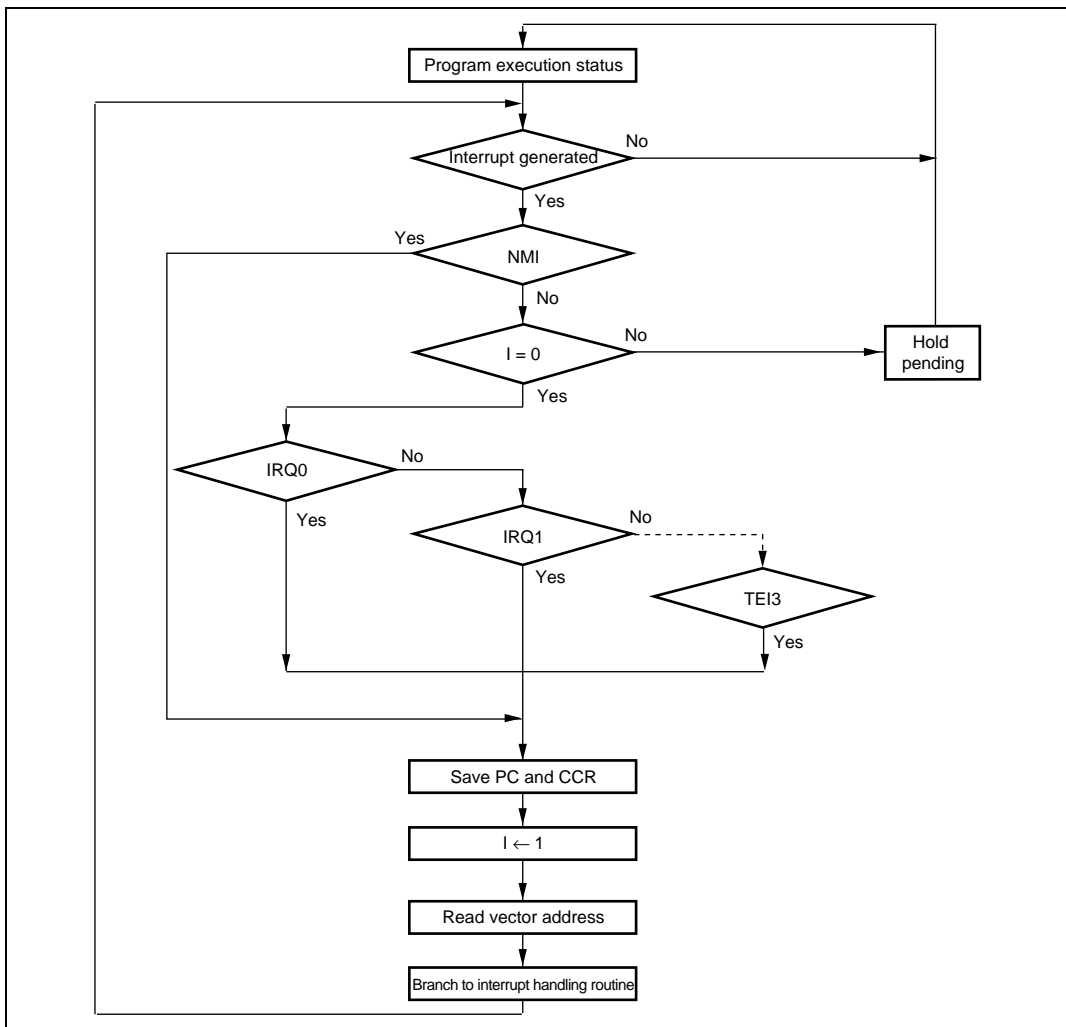 Program execution status
Interrupt generated
No
Yes
Yes
NMI
No
I = 0
No
Hold
pending
Yes
IRQ0
No
Yes
IRQ1
No
Yes
TEI3
Yes
Save PC and CCR
I ← 1
Read vector address
Branch to interrupt handling routine